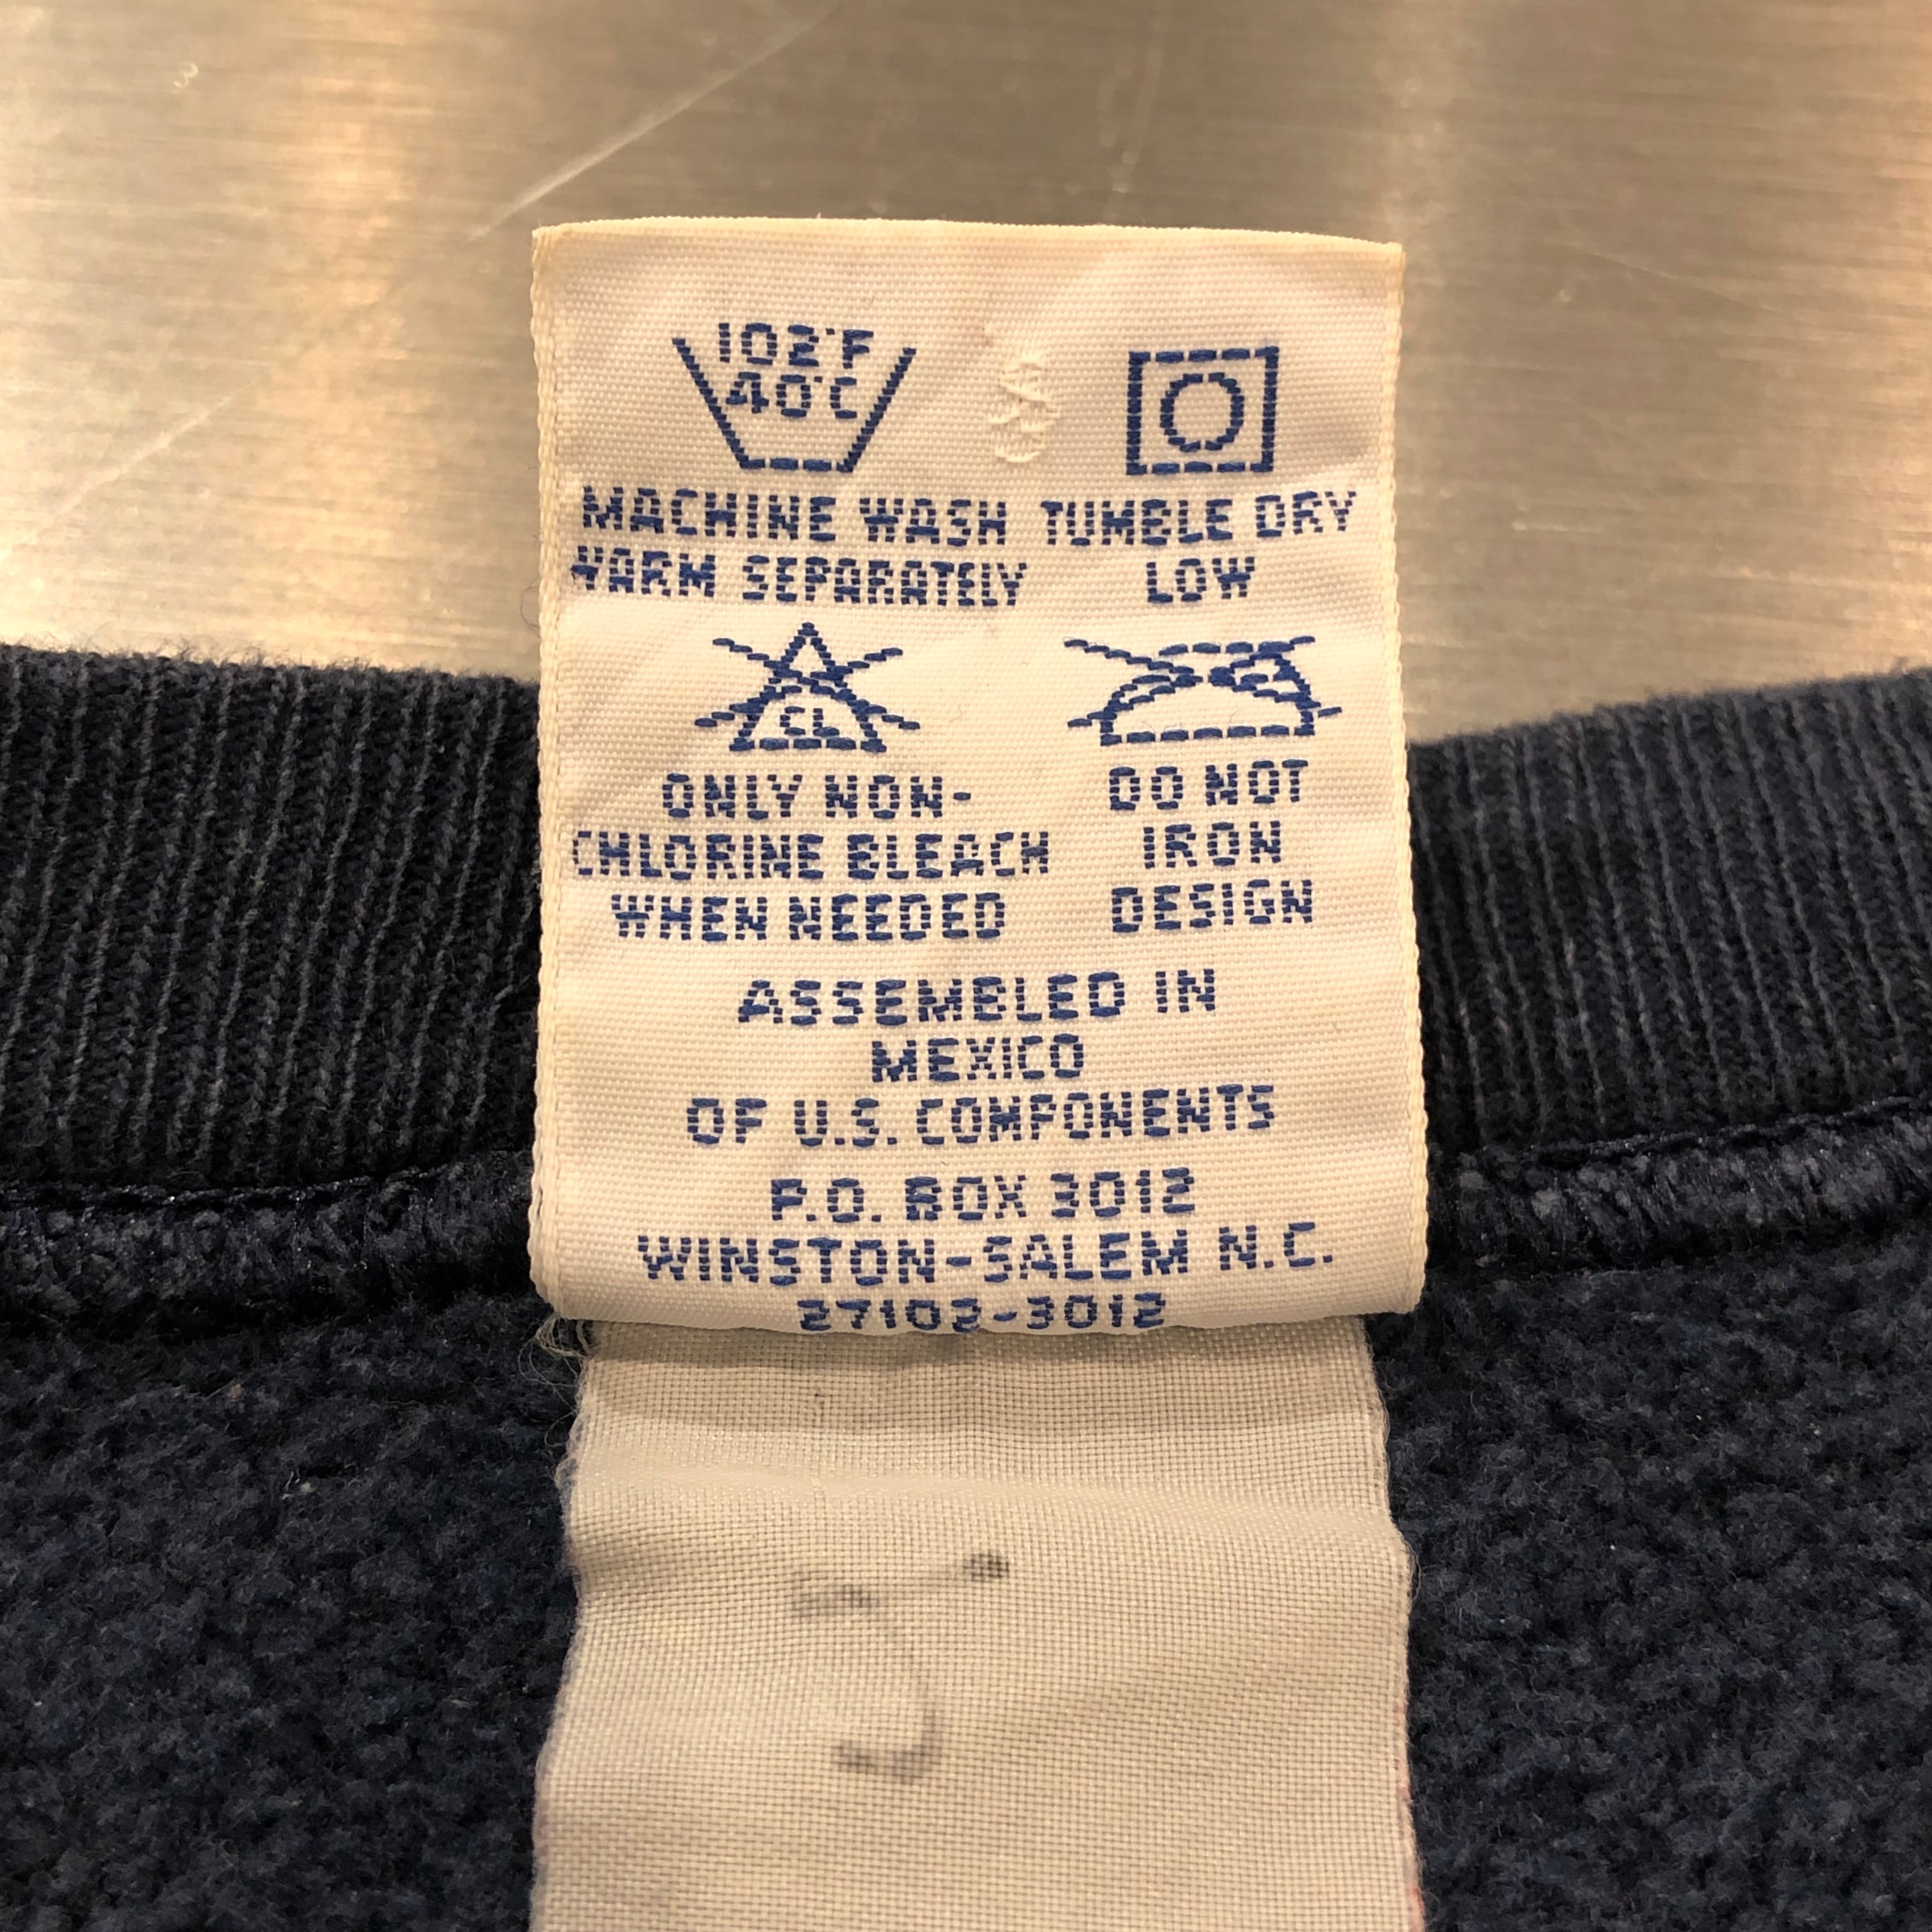 102°F
40°C
MACHINE WASH
WARM SEPARATELY
TUMBLE DRY
LOW
CL
ONLY NON-
CHLORINE BLEACH
WHEN NEEDED
DO NOT
IRON
DESIGN
ASSEMBLED IN
MEXICO
OF U.S. COMPONENTS
P.O. BOX 3012
WINSTON-SALEM N.C.
27102-3012